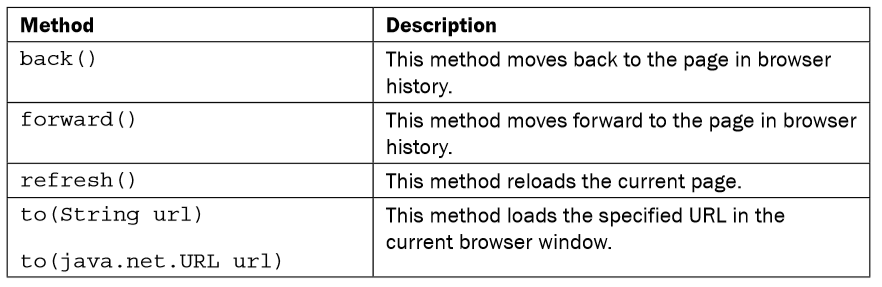 Method Description
back() This method moves back to the page in browser
history.
forward() This method moves forward to the page in browser
history.
refresh() This method reloads the current page.
to(String url) This method loads the specified URL in the
current browser window.
to(java.net.URL url)